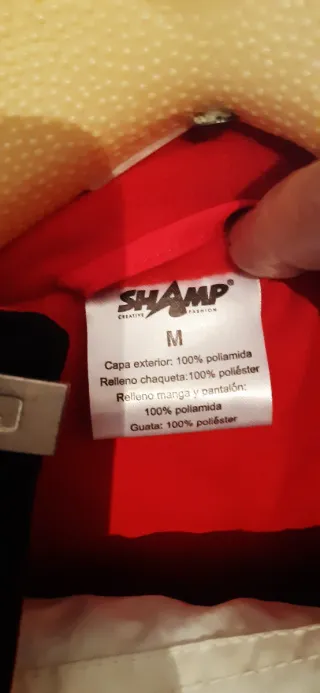 SHAMP®
CREATIVE FASHION
M
Capa exterior: 100% poliamida
Relleno chaqueta:100% poliéster
Relleno manga y pantalón:
100% poliamida
Guata: 100% poliéster